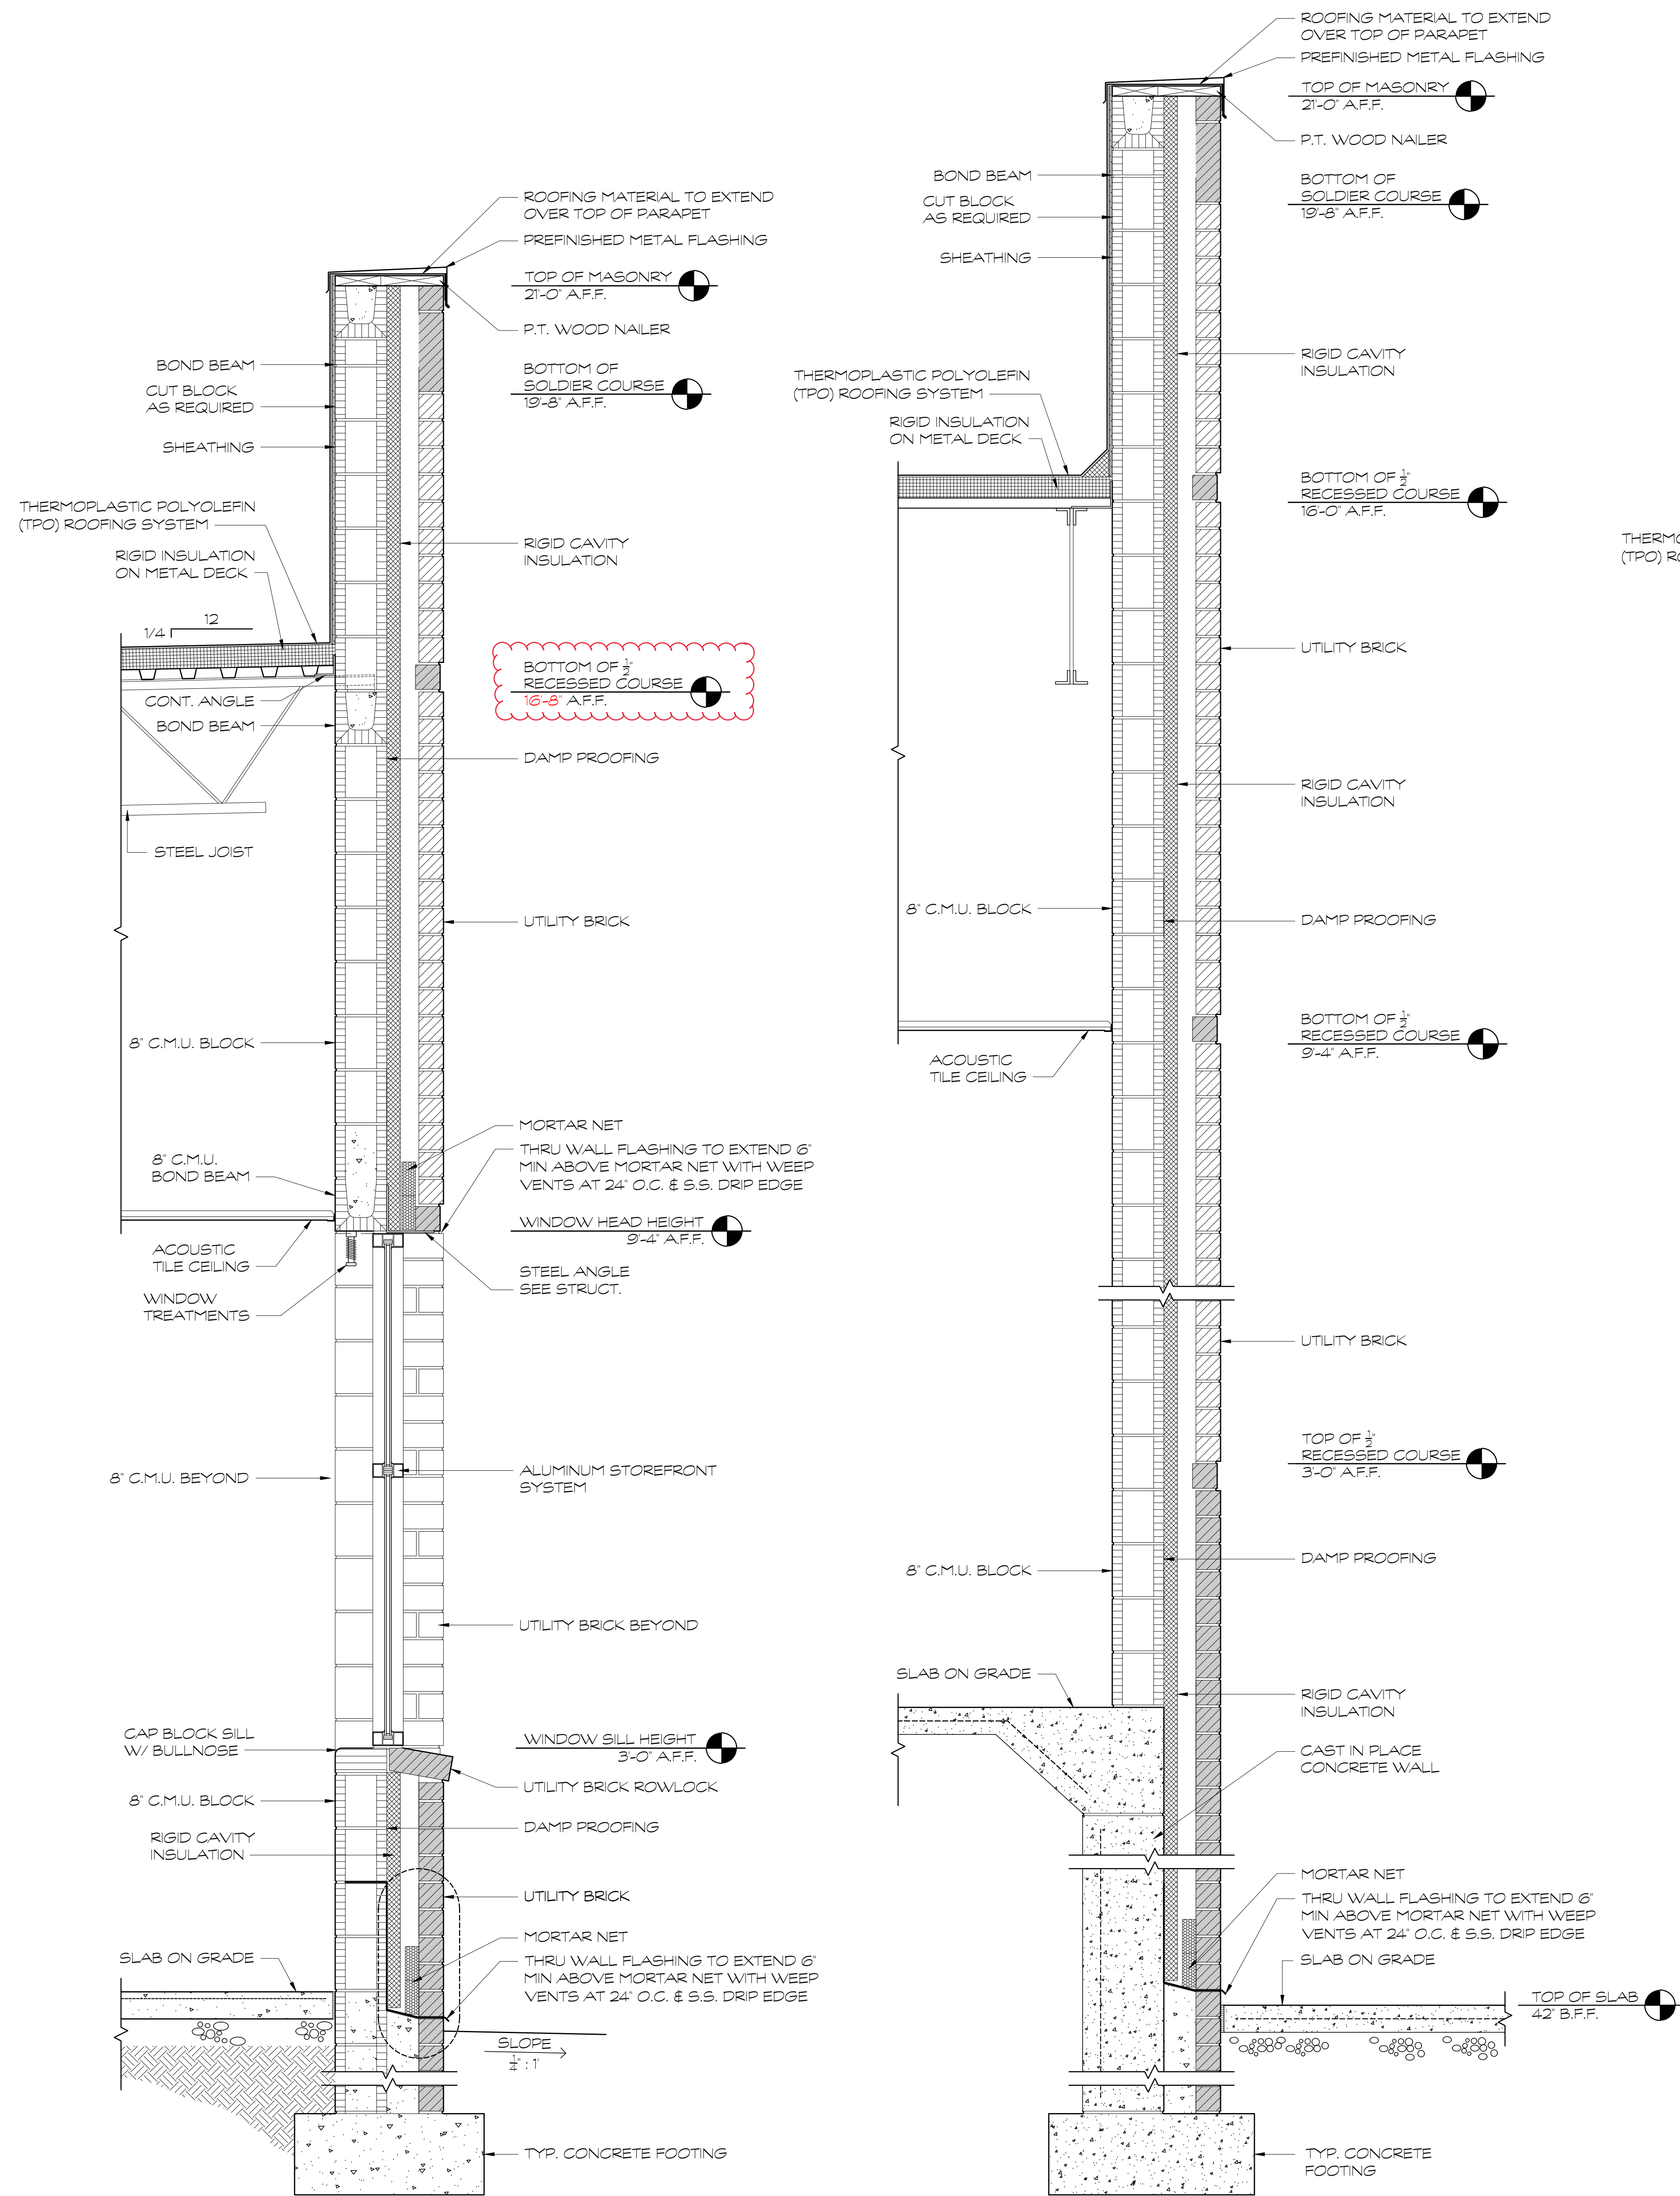 ROOFING MATERIAL TO EXTEND
OVER TOP OF PARAPET
PREFINISHED METAL FLASHING
TOP OF MASONRY
21'-0" A.F.F.
P.T. WOOD NAILER
BOND BEAM
CUT BLOCK
AS REQUIRED
SHEATHING
BOTTOM OF
SOLDIER COURSE
19'-8" A.F.F.
THERMOPLASTIC POLYOLEFIN
(TPO) ROOFING SYSTEM
RIGID INSULATION
ON METAL DECK
12
1/4
RIGID CAVITY
INSULATION
BOTTOM OF 1/2"
RECESSED COURSE
16'-8" A.F.F.
CONT. ANGLE
BOND BEAM
DAMP PROOFING
STEEL JOIST
UTILITY BRICK
8" C.M.U. BLOCK
MORTAR NET
THRU WALL FLASHING TO EXTEND 6"
MIN ABOVE MORTAR NET WITH WEEP
VENTS AT 24" O.C. & S.S. DRIP EDGE
8" C.M.U.
BOND BEAM
WINDOW HEAD HEIGHT
9'-4" A.F.F.
ACOUSTIC
TILE CEILING
STEEL ANGLE
SEE STRUCT.
WINDOW
TREATMENTS
8" C.M.U. BEYOND
ALUMINUM STOREFRONT
SYSTEM
UTILITY BRICK BEYOND
CAP BLOCK SILL
W/ BULLNOSE
WINDOW SILL HEIGHT
3'-0" A.F.F.
UTILITY BRICK ROWLOCK
8" C.M.U. BLOCK
DAMP PROOFING
RIGID CAVITY
INSULATION
UTILITY BRICK
MORTAR NET
SLAB ON GRADE
THRU WALL FLASHING TO EXTEND 6"
MIN ABOVE MORTAR NET WITH WEEP
VENTS AT 24" O.C. & S.S. DRIP EDGE
SLOPE
1/4" : 1'
TYP. CONCRETE FOOTING
ROOFING MATERIAL TO EXTEND
OVER TOP OF PARAPET
PREFINISHED METAL FLASHING
TOP OF MASONRY
21'-0" A.F.F.
P.T. WOOD NAILER
BOND BEAM
CUT BLOCK
AS REQUIRED
SHEATHING
BOTTOM OF
SOLDIER COURSE
19'-8" A.F.F.
RIGID CAVITY
INSULATION
THERMOPLASTIC POLYOLEFIN
(TPO) ROOFING SYSTEM
RIGID INSULATION
ON METAL DECK
BOTTOM OF 1/2"
RECESSED COURSE
16'-0" A.F.F.
UTILITY BRICK
RIGID CAVITY
INSULATION
8" C.M.U. BLOCK
DAMP PROOFING
BOTTOM OF 1/2"
RECESSED COURSE
9'-4" A.F.F.
ACOUSTIC
TILE CEILING
UTILITY BRICK
TOP OF 1/2"
RECESSED COURSE
3'-0" A.F.F.
DAMP PROOFING
8" C.M.U. BLOCK
SLAB ON GRADE
RIGID CAVITY
INSULATION
CAST IN PLACE
CONCRETE WALL
MORTAR NET
THRU WALL FLASHING TO EXTEND 6"
MIN ABOVE MORTAR NET WITH WEEP
VENTS AT 24" O.C. & S.S. DRIP EDGE
SLAB ON GRADE
TOP OF SLAB
42" B.F.F.
TYP. CONCRETE
FOOTING
(TPO)